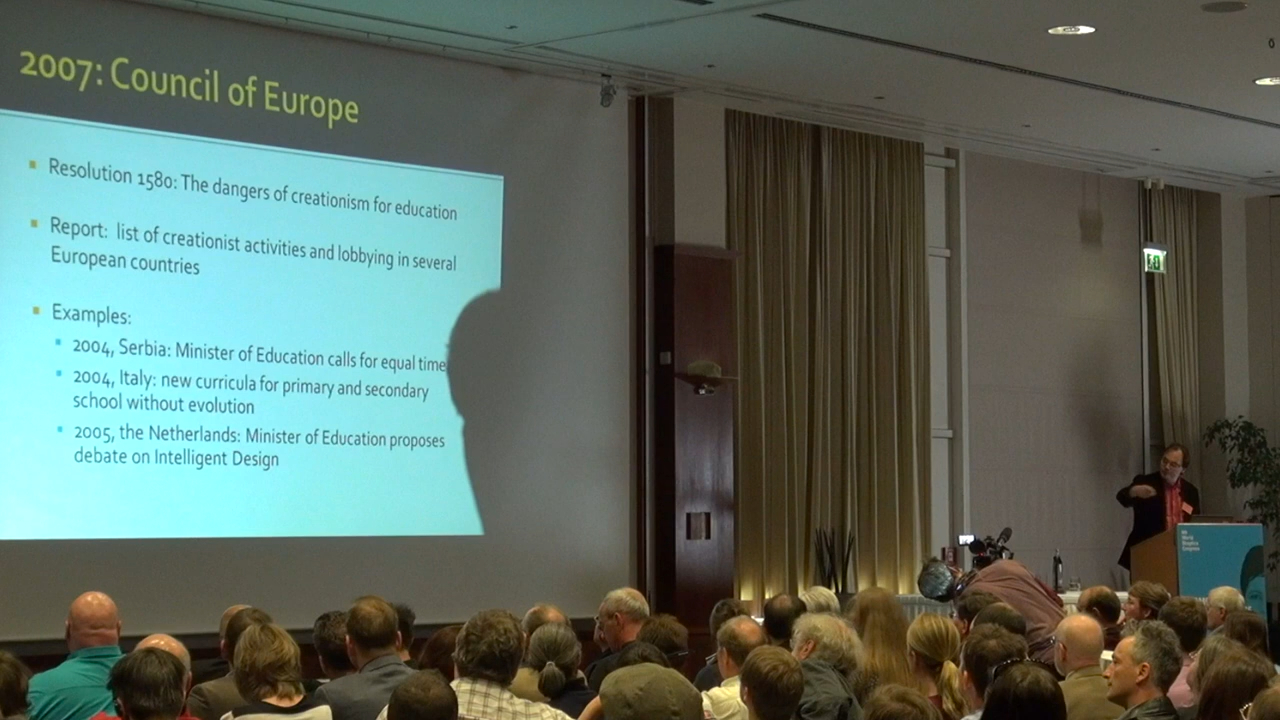 2007: Council of Europe
Resolution 1580: The dangers of creationism for education
Report: list of creationist activities and lobbying in several
European countries
Examples:
2004, Serbia: Minister of Education calls for equal time
2004, Italy: new curricula for primary and secondary
school without evolution
2005, the Netherlands: Minister of Education proposes
debate on Intelligent Design